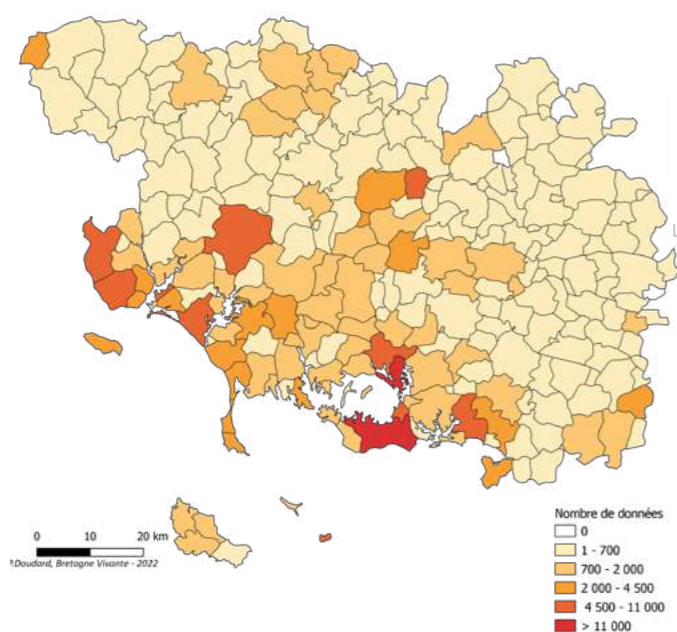 Nombre de données
0
1 - 700
700 - 2 000
2 000 - 4 500
4 500 - 11 000
> 11 000
0 10 20 km
P.Doudard, Bretagne Vivante - 2022